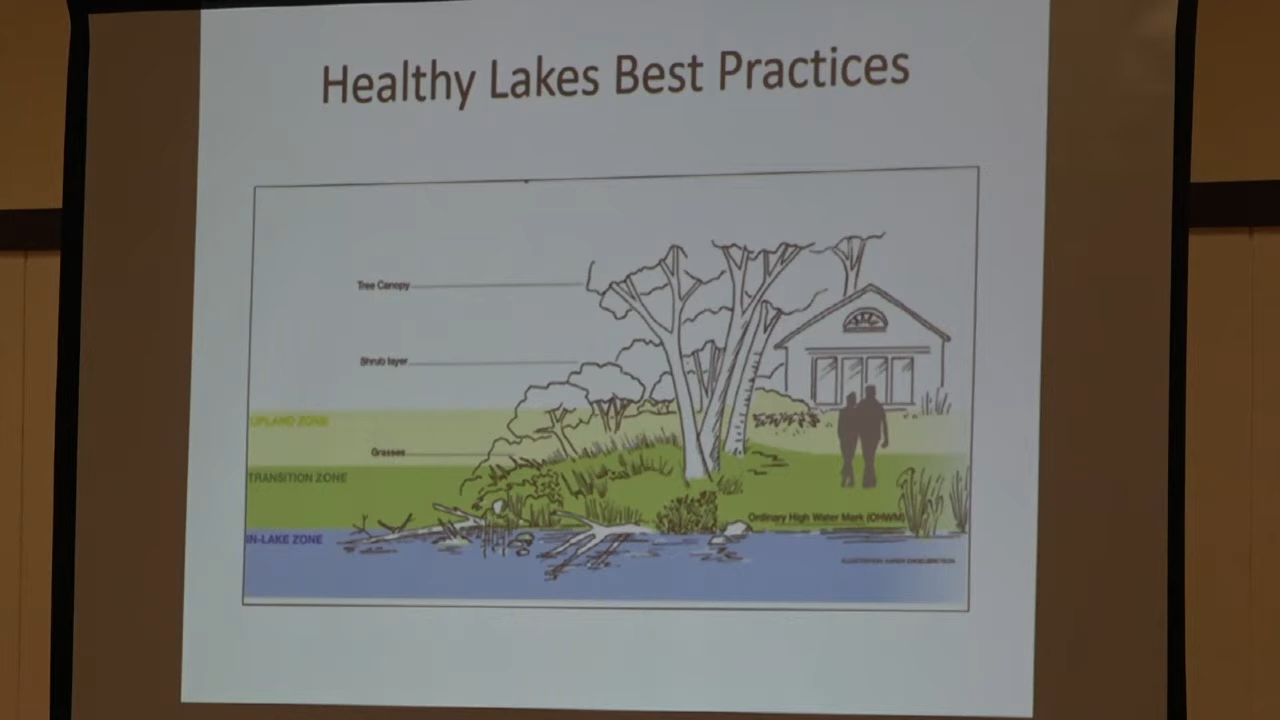 Healthy Lakes Best Practices
Tree Canopy
Shrub layer
UPLAND ZONE
Grasses
TRANSITION ZONE
Ordinary High Water Mark (OHWM)
IN-LAKE ZONE